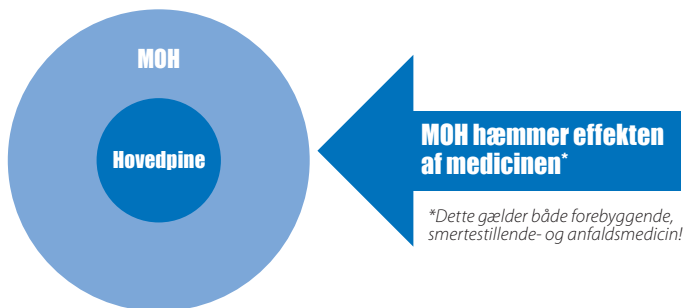 MOH
Hovedpine
MOH hæmmer effekten
af medicinen*
*Dette gælder både forebyggende,
smertestillende- og anfaldsmedicin!